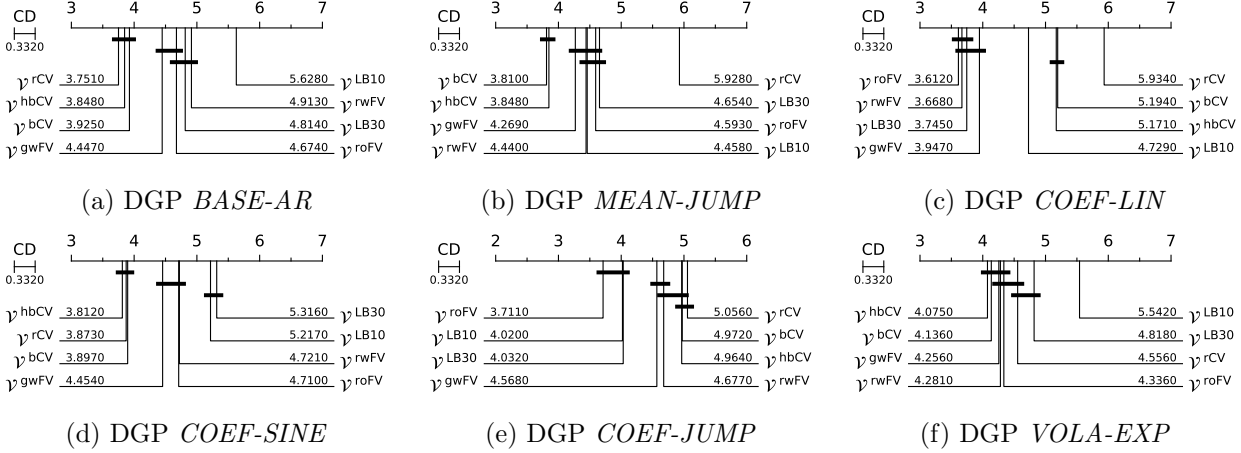 CD
0.3320
3 4 5 6 7
𝒱 rCV 3.7510 5.6280 𝒱 LB10
𝒱 hbCV 3.8480 4.9130 𝒱 rwFV
𝒱 bCV 3.9250 4.8140 𝒱 LB30
𝒱 gwFV 4.4470 4.6740 𝒱 roFV
(a) DGP BASE-AR
CD
0.3320
3 4 5 6 7
𝒱 bCV 3.8100 5.9280 𝒱 rCV
𝒱 hbCV 3.8480 4.6540 𝒱 LB30
𝒱 gwFV 4.2690 4.5930 𝒱 roFV
𝒱 rwFV 4.4400 4.4580 𝒱 LB10
(b) DGP MEAN-JUMP
CD
0.3320
3 4 5 6 7
𝒱 roFV 3.6120 5.9340 𝒱 rCV
𝒱 rwFV 3.6680 5.1940 𝒱 bCV
𝒱 LB30 3.7450 5.1710 𝒱 hbCV
𝒱 gwFV 3.9470 4.7290 𝒱 LB10
(c) DGP COEF-LIN
CD
0.3320
3 4 5 6 7
𝒱 hbCV 3.8120 5.3160 𝒱 LB30
𝒱 rCV 3.8730 5.2170 𝒱 LB10
𝒱 bCV 3.8970 4.7210 𝒱 rwFV
𝒱 gwFV 4.4540 4.7100 𝒱 roFV
(d) DGP COEF-SINE
CD
0.3320
2 3 4 5 6
𝒱 roFV 3.7110 5.0560 𝒱 rCV
𝒱 LB10 4.0200 4.9720 𝒱 bCV
𝒱 LB30 4.0320 4.9640 𝒱 hbCV
𝒱 gwFV 4.5680 4.6770 𝒱 rwFV
(e) DGP COEF-JUMP
CD
0.3320
3 4 5 6 7
𝒱 hbCV 4.0750 5.5420 𝒱 LB10
𝒱 bCV 4.1360 4.8180 𝒱 LB30
𝒱 gwFV 4.2560 4.5560 𝒱 rCV
𝒱 rwFV 4.2810 4.3360 𝒱 roFV
(f) DGP VOLA-EXP